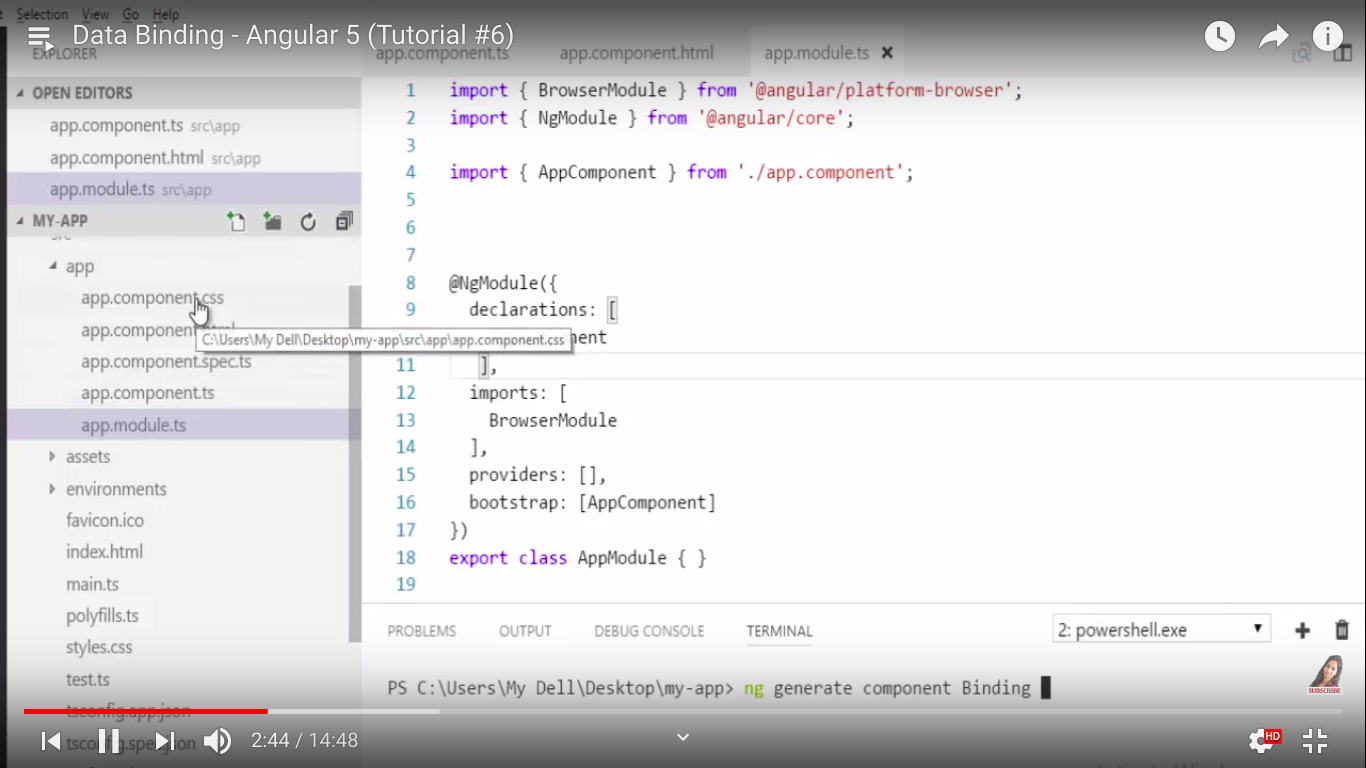 Selection View Go Help
Data Binding - Angular 5 (Tutorial #6)
EXPLORER
app.component.ts app.component.html app.module.ts
OPEN EDITORS
app.component.ts src\app
app.component.html src\app
app.module.ts src\app
MY-APP
src
app
app.component.css
app.component.html
C:\Users\My Dell\Desktop\my-app\src\app\app.component.css
app.component.spec.ts
app.component.ts
app.module.ts
assets
environments
favicon.ico
index.html
main.ts
polyfills.ts
styles.css
test.ts
tsconfig.app.json
tsconfig.spec.json
1 import { BrowserModule } from '@angular/platform-browser';
2 import { NgModule } from '@angular/core';
3
4 import { AppComponent } from './app.component';
5
6
7
8 @NgModule({
9 declarations: [
nent
11 ],
12 imports: [
13 BrowserModule
14 ],
15 providers: [],
16 bootstrap: [AppComponent]
17 })
18 export class AppModule { }
19
PROBLEMS OUTPUT DEBUG CONSOLE TERMINAL 2: powershell.exe
PS C:\Users\My Dell\Desktop\my-app> ng generate component Binding
SUBSCRIBE
2:44 / 14:48
HD